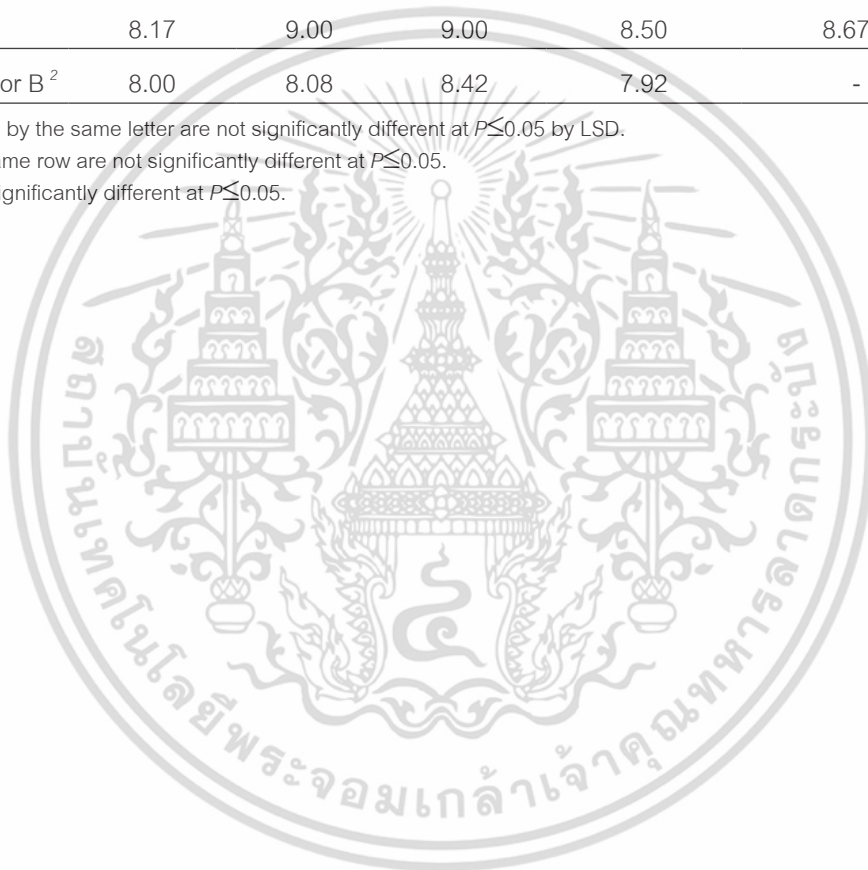 8.17 9.00 9.00 8.50 8.67
or B 2 8.00 8.08 8.42 7.92 -
by the same letter are not significantly different at P≤0.05 by LSD.
ame row are not significantly different at P≤0.05.
ignificantly different at P≤0.05.
สถาบันเทคโนโลยีพระจอมเกล้าเจ้าคุณทหารลาดกระบัง